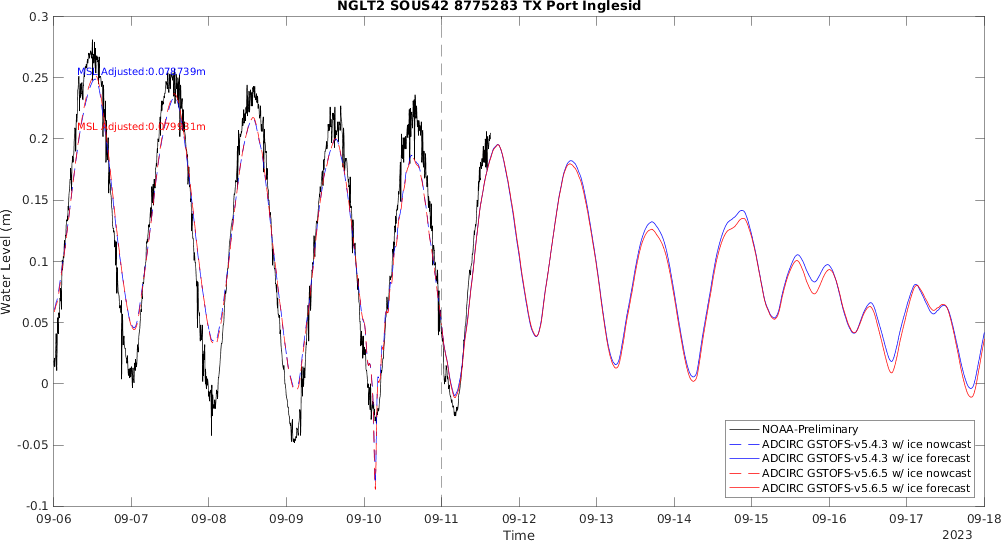 NGLT2 SOUS42 8775283 TX Port Inglesid
0.3
0.25
0.2
0.15
0.1
0.05
0
-0.05
-0.1
Water Level (m)
MSL Adjusted:0.078739m
MSL Adjusted:0.079931m
NOAA-Preliminary
ADCIRC GSTOFS-v5.4.3 w/ ice nowcast
ADCIRC GSTOFS-v5.4.3 w/ ice forecast
ADCIRC GSTOFS-v5.6.5 w/ ice nowcast
ADCIRC GSTOFS-v5.6.5 w/ ice forecast
09-06 09-07 09-08 09-09 09-10 09-11 09-12 09-13 09-14 09-15 09-16 09-17 09-18
Time
2023